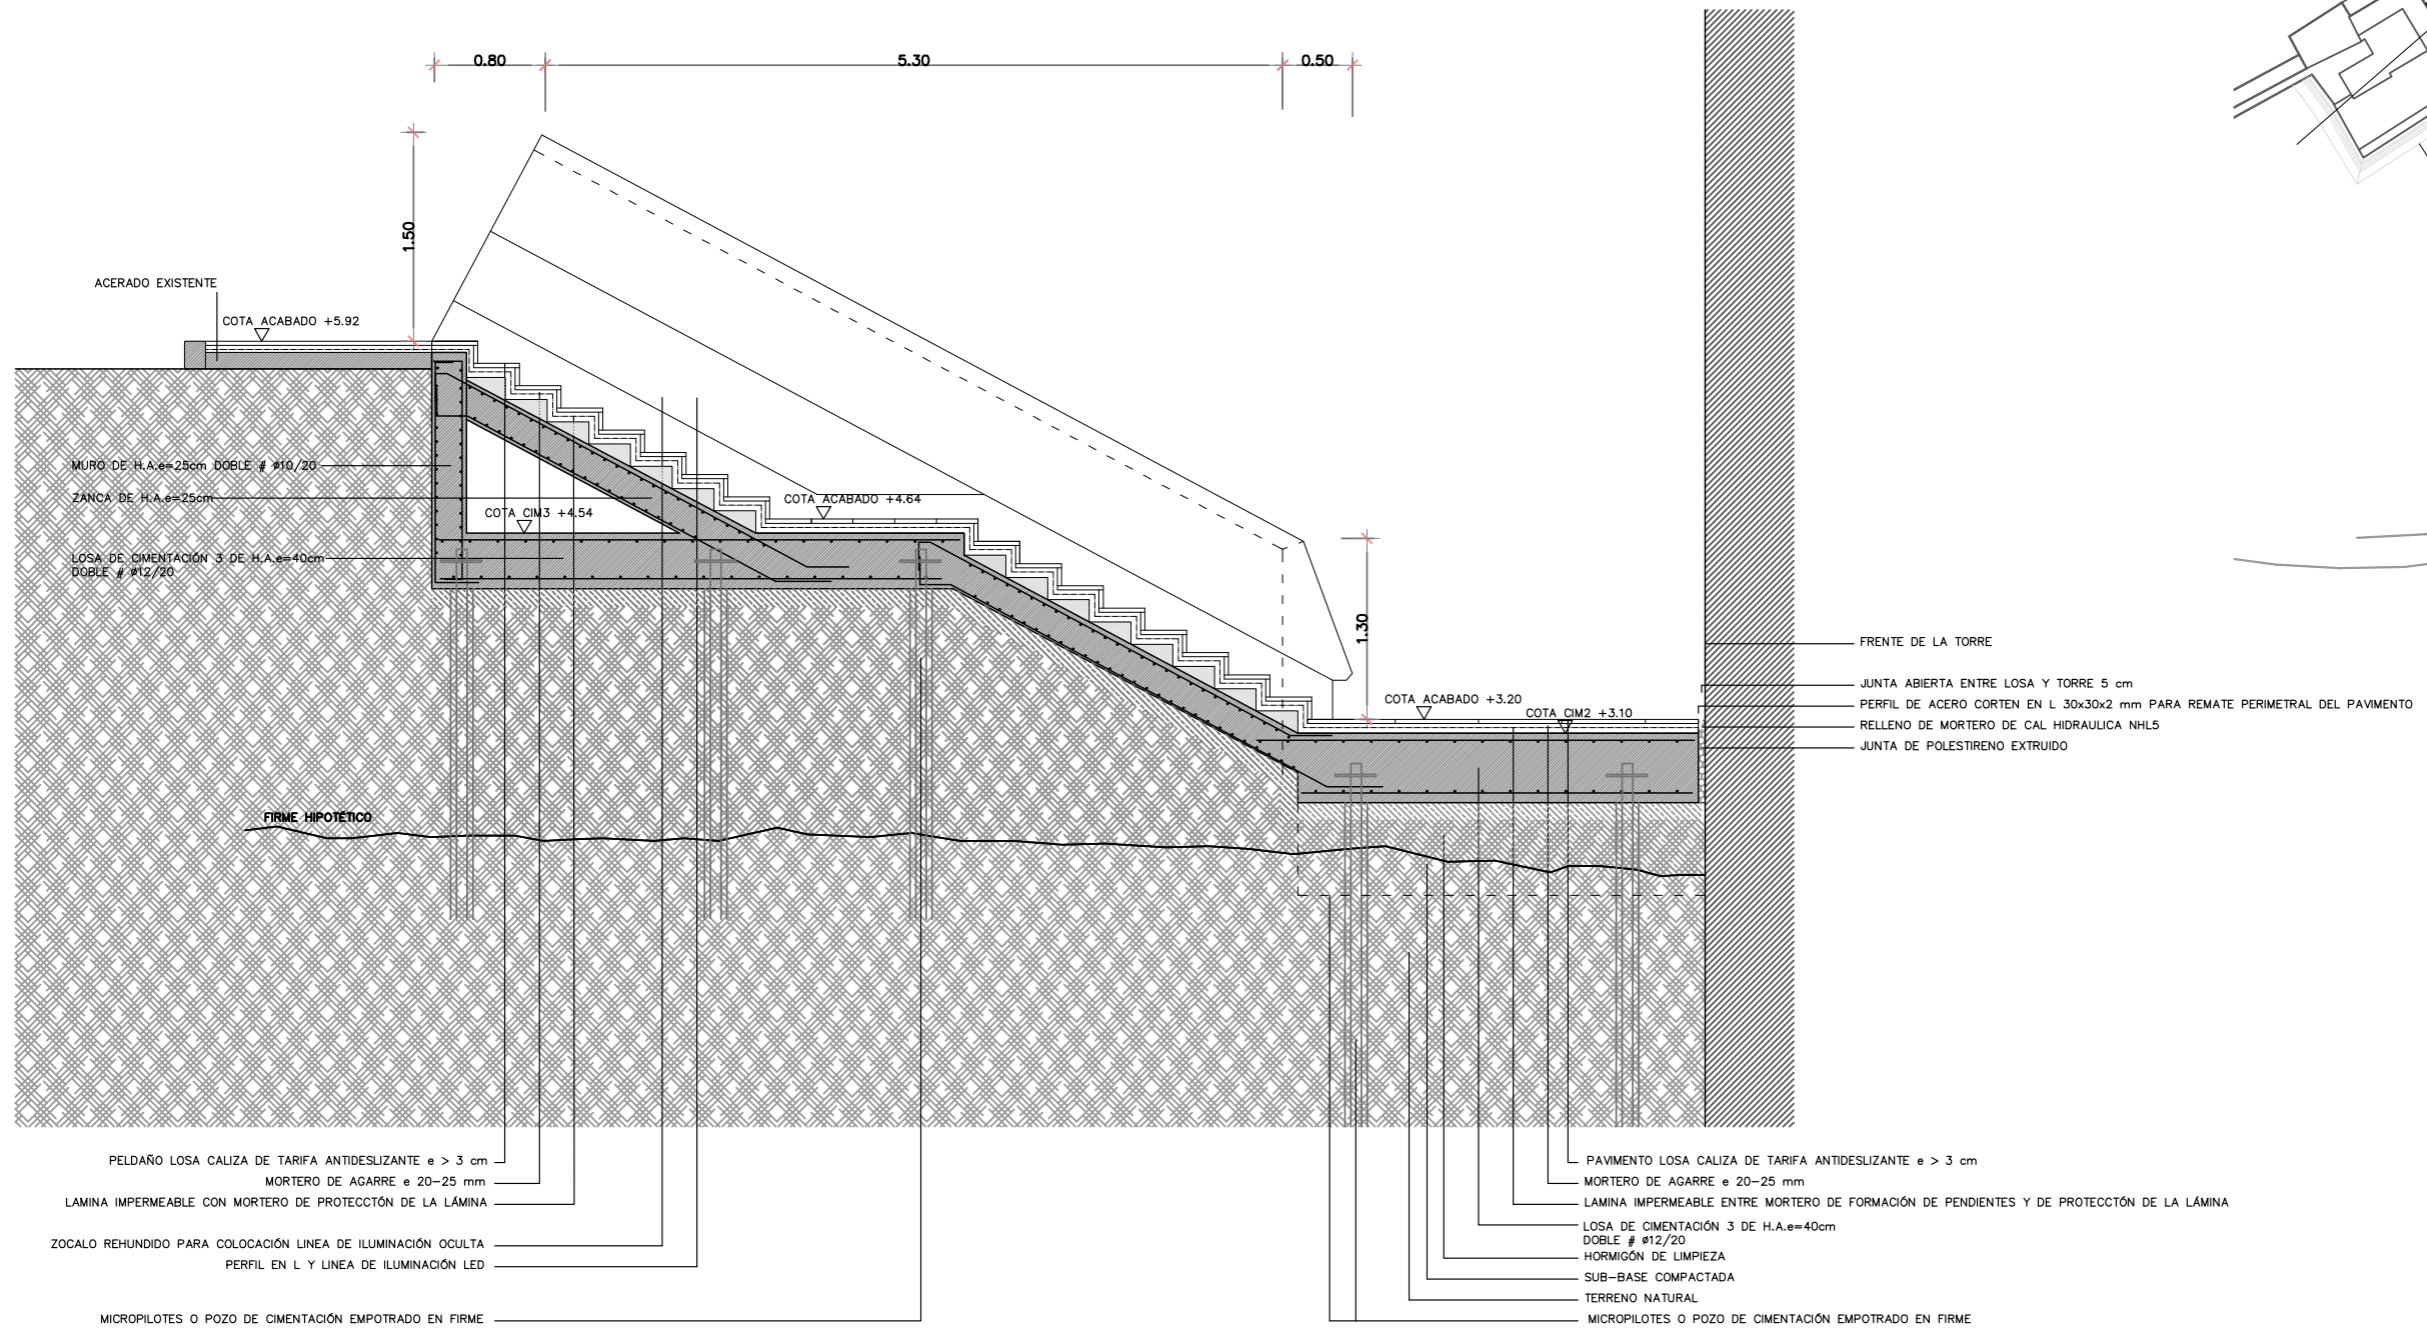 0.80
5.30
0.50
1.50
ACERADO EXISTENTE
COTA ACABADO +5.92
MURO DE H.A.e=25cm DOBLE # ø10/20
ZANCA DE H.A.e=25cm
COTA CIM3 +4.54
COTA ACABADO +4.64
LOSA DE CIMENTACIÓN 3 DE H.A.e=40cm
DOBLE # ø12/20
1.30
COTA ACABADO +3.20
COTA CIM2 +3.10
FRENTE DE LA TORRE
JUNTA ABIERTA ENTRE LOSA Y TORRE 5 cm
PERFIL DE ACERO CORTEN EN L 30x30x2 mm PARA REMATE PERIMETRAL DEL PAVIMENTO
RELLENO DE MORTERO DE CAL HIDRAULICA NHL5
JUNTA DE POLESTIRENO EXTRUIDO
FIRME HIPOTÉTICO
PELDAÑO LOSA CALIZA DE TARIFA ANTIDESLIZANTE e > 3 cm
MORTERO DE AGARRE e 20-25 mm
LAMINA IMPERMEABLE CON MORTERO DE PROTECCTÓN DE LA LÁMINA
ZOCALO REHUNDIDO PARA COLOCACIÓN LINEA DE ILUMINACIÓN OCULTA
PERFIL EN L Y LINEA DE ILUMINACIÓN LED
MICROPILOTES O POZO DE CIMENTACIÓN EMPOTRADO EN FIRME
PAVIMENTO LOSA CALIZA DE TARIFA ANTIDESLIZANTE e > 3 cm
MORTERO DE AGARRE e 20-25 mm
LAMINA IMPERMEABLE ENTRE MORTERO DE FORMACIÓN DE PENDIENTES Y DE PROTECCTÓN DE LA LÁMINA
LOSA DE CIMENTACIÓN 3 DE H.A.e=40cm
DOBLE # ø12/20
HORMIGÓN DE LIMPIEZA
SUB-BASE COMPACTADA
TERRENO NATURAL
MICROPILOTES O POZO DE CIMENTACIÓN EMPOTRADO EN FIRME